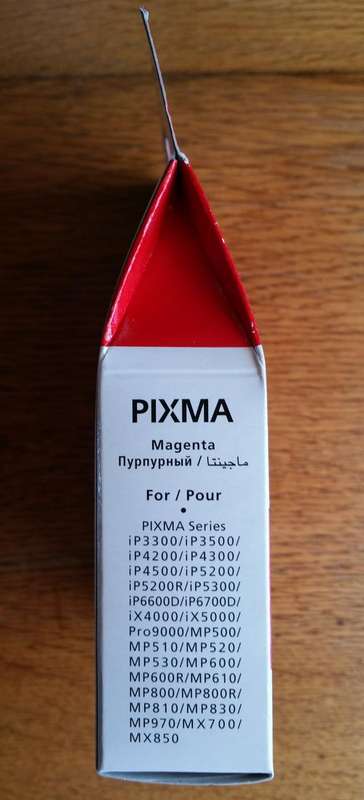 PIXMA
Magenta
Пурпурный / ماجينتا
For / Pour
•
PIXMA Series
iP3300/iP3500/
iP4200/iP4300/
iP4500/iP5200/
iP5200R/iP5300/
iP6600D/iP6700D/
iX4000/iX5000/
Pro9000/MP500/
MP510/MP520/
MP530/MP600/
MP600R/MP610/
MP800/MP800R/
MP810/MP830/
MP970/MX700/
MX850